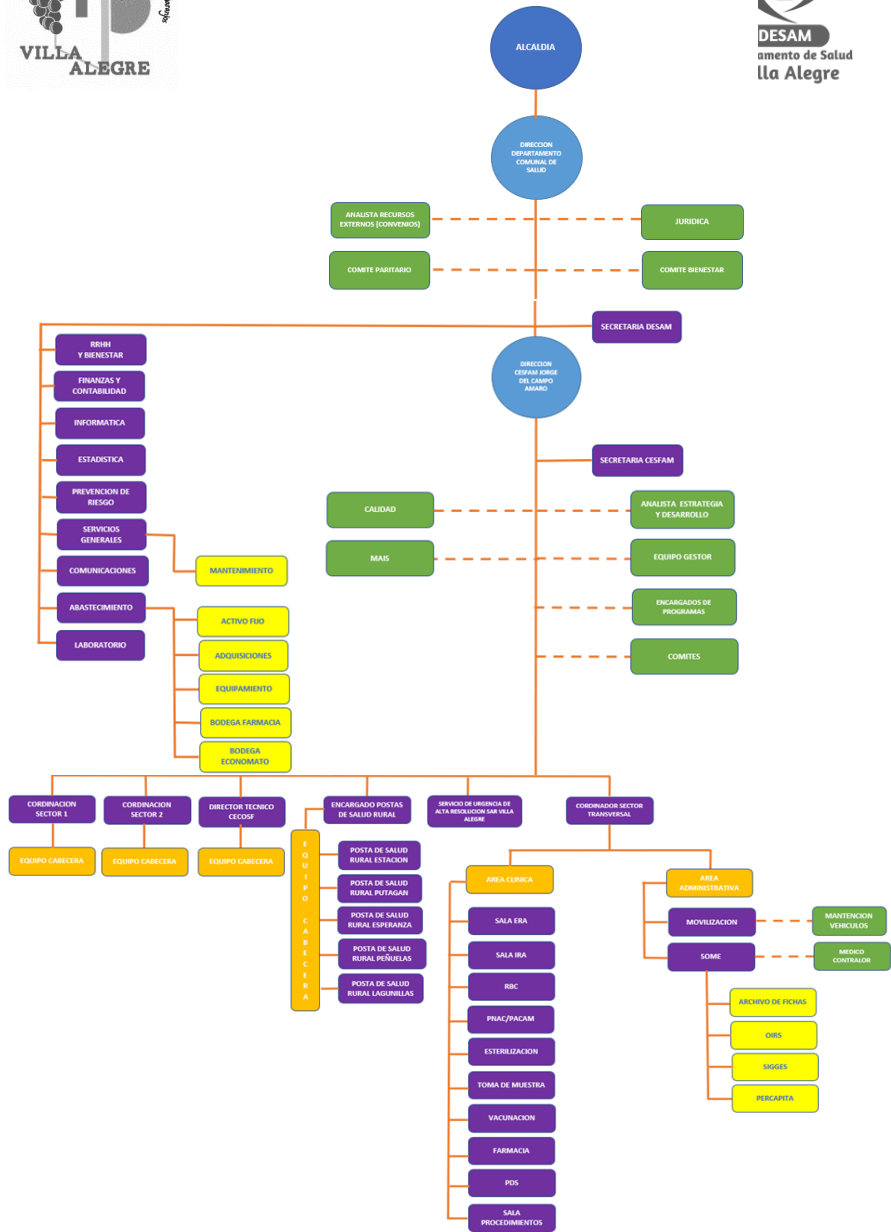 VILLA
ALEGRE
DESAM
amento de Salud
lla Alegre
ALCALDIA
DIRECCION
DEPARTAMENTO
COMUNAL DE
SALUD
ANALISTA RECURSOS
EXTERNOS (CONVENIOS)
JURIDICA
COMITE PARITARIO
COMITE BIENESTAR
SECRETARIA DESAM
RRHH
Y BIENESTAR
FINANZAS Y
CONTABILIDAD
INFORMATICA
ESTADISTICA
PREVENCION DE
RIESGO
SERVICIOS
GENERALES
COMUNICACIONES
ABASTECIMIENTO
LABORATORIO
MANTENIMIENTO
ACTIVO FIJO
ADQUISICIONES
EQUIPAMIENTO
BODEGA FARMACIA
BODEGA
ECONOMATO
DIRECCION
CESFAM JORGE
DEL CAMPO
AMARO
SECRETARIA CESFAM
CALIDAD
ANALISTA ESTRATEGIA
Y DESARROLLO
MAIS
EQUIPO GESTOR
ENCARGADOS DE
PROGRAMAS
COMITES
CORDINACION
SECTOR 1
CORDINACION
SECTOR 2
DIRECTOR TECNICO
CECOSF
ENCARGADO POSTAS
DE SALUD RURAL
SERVICIO DE URGENCIA DE
ALTA RESOLUCION SAR VILLA
ALEGRE
CORDINADOR SECTOR
TRANSVERSAL
EQUIPO CABECERA
EQUIPO CABECERA
EQUIPO CABECERA
EQUIPO CABECERA
POSTA DE SALUD
RURAL ESTACION
POSTA DE SALUD
RURAL PUTAGAN
POSTA DE SALUD
RURAL ESPERANZA
POSTA DE SALUD
RURAL PEÑUELAS
POSTA DE SALUD
RURAL LAGUNILLAS
AREA CLINICA
SALA ERA
SALA IRA
RBC
PNAC/PACAM
ESTERILIZACION
TOMA DE MUESTRA
VACUNACION
FARMACIA
PDS
SALA
PROCEDIMIENTOS
AREA
ADMINISTRATIVA
MOVILIZACION
MANTENCION
VEHICULOS
SOME
MEDICO
CONTRALOR
ARCHIVO DE FICHAS
OIRS
SIGGES
PERCAPITA